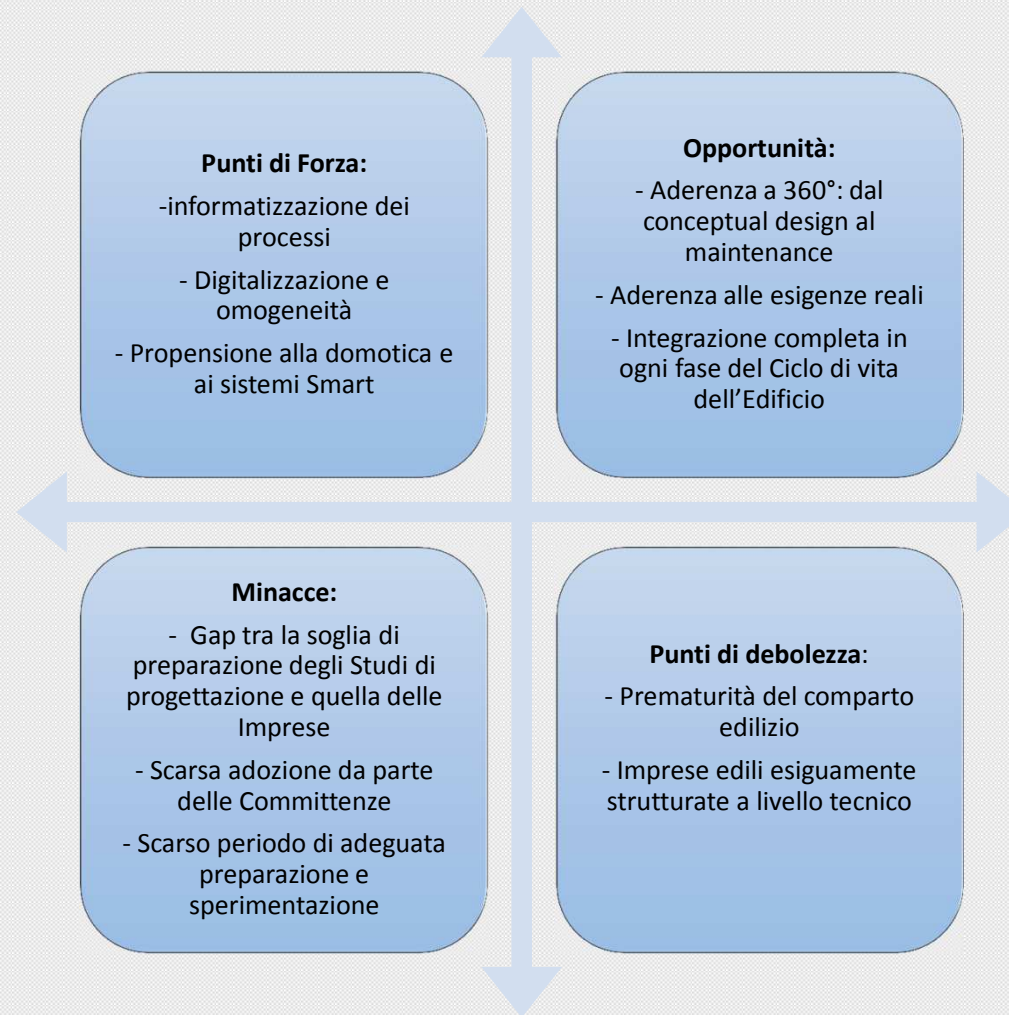 Punti di Forza:
-informatizzazione dei
processi
- Digitalizzazione e
omogeneità
- Propensione alla domotica e
ai sistemi Smart
Opportunità:
- Aderenza a 360°: dal
conceptual design al
maintenance
- Aderenza alle esigenze reali
- Integrazione completa in
ogni fase del Ciclo di vita
dell’Edificio
Minacce:
- Gap tra la soglia di
preparazione degli Studi di
progettazione e quella delle
Imprese
- Scarsa adozione da parte
delle Committenze
- Scarso periodo di adeguata
preparazione e
sperimentazione
Punti di debolezza:
- Prematurità del comparto
edilizio
- Imprese edili esiguamente
strutturate a livello tecnico